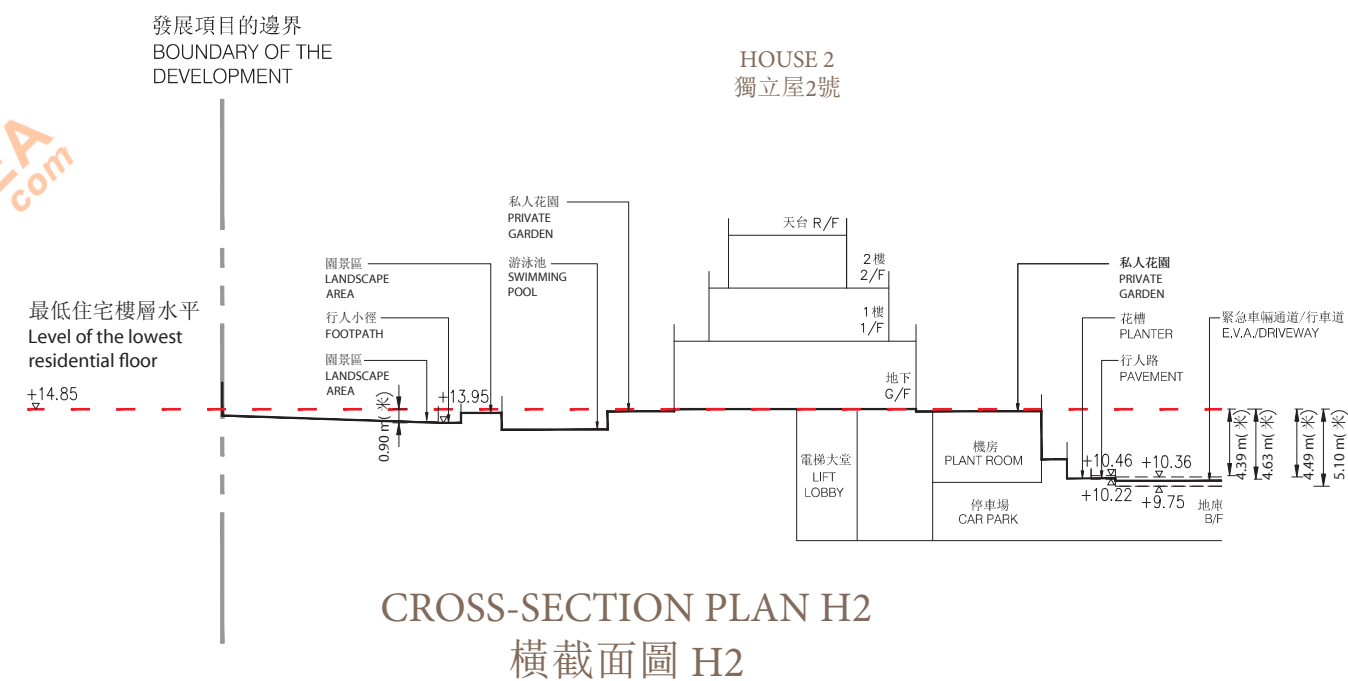 發展項目的邊界
BOUNDARY OF THE
DEVELOPMENT
HOUSE 2
獨立屋2號
com
私人花園
PRIVATE
GARDEN
天台 R/F
園景區
LANDSCAPE
AREA
游泳池
SWIMMING
POOL
2樓
2/F
私人花園
PRIVATE
GARDEN
最低住宅樓層水平
Level of the lowest
residential floor
行人小徑
FOOTPATH
1樓
1/F
花槽
PLANTER
緊急車輛通道/行車道
E.V.A./DRIVEWAY
園景區
LANDSCAPE
AREA
行人路
PAVEMENT
地下
G/F
+14.85
+13.95
0.90 m(米)
4.39 m(米)
4.63 m(米)
4.49 m(米)
5.10 m(米)
電梯大堂
LIFT
LOBBY
機房
PLANT ROOM
+10.46 +10.36
+10.22 +9.75
停車場
CAR PARK
地庫
B/F
CROSS-SECTION PLAN H2
橫截面圖 H2